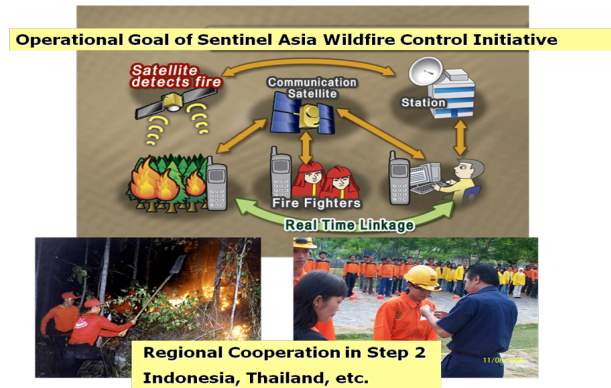 Operational Goal of Sentinel Asia Wildfire Control Initiative
Satellite
detects fire
Communication
Satellite
Station
Fire Fighters
Real Time Linkage
Regional Cooperation in Step 2
Indonesia, Thailand, etc.